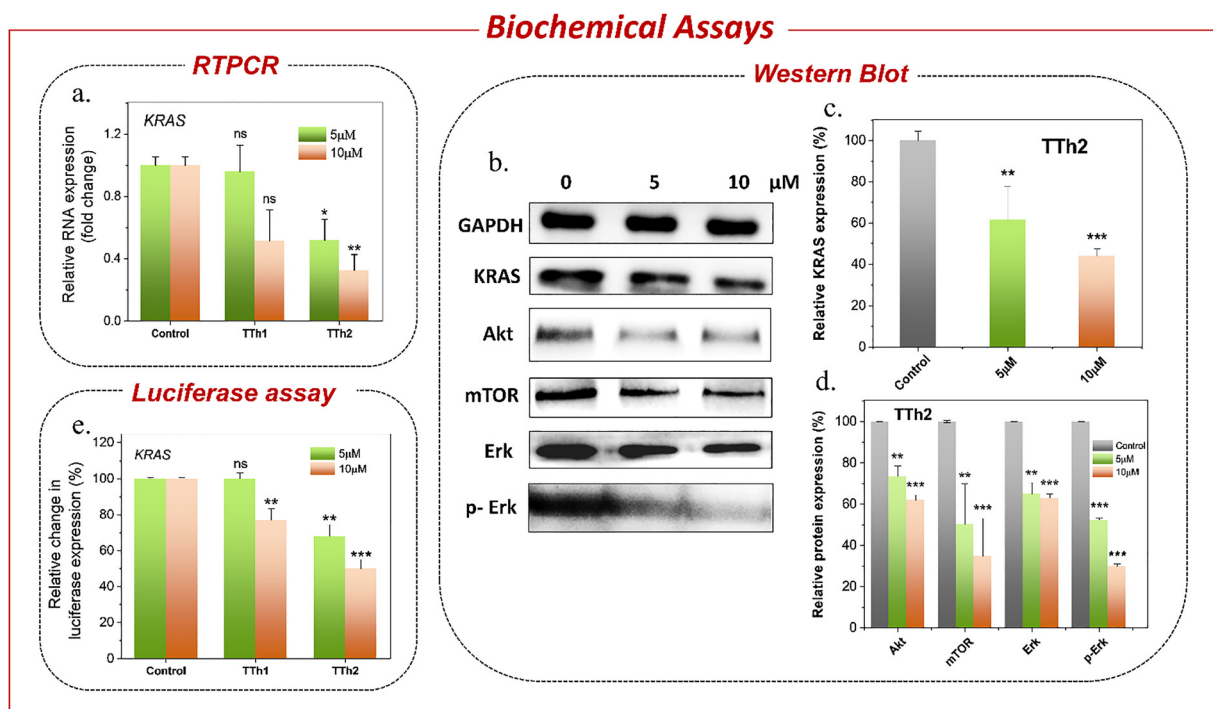 Biochemical Assays
RTPCR
a.
KRAS
ns
5μM
10μM
ns
*
**
Relative RNA expression
(fold change)
1.2
0.8
0.4
0.0
Control
TTh1
TTh2
Luciferase assay
e.
KRAS
ns
5μM
10μM
**
**
***
Relative change in
luciferase expression (%)
120
100
80
60
40
20
0
Control
TTh1
TTh2
Western Blot
b.
0
5
10
μM
GAPDH
KRAS
Akt
mTOR
Erk
p- Erk
c.
TTh2
**
***
Relative KRAS expression (%)
100
80
60
40
20
0
Control
5μM
10μM
d.
TTh2
Control
5μM
10μM
**
***
**
***
**
***
***
***
Relative protein expression (%)
100
80
60
40
20
0
Akt
mTOR
Erk
p-Erk